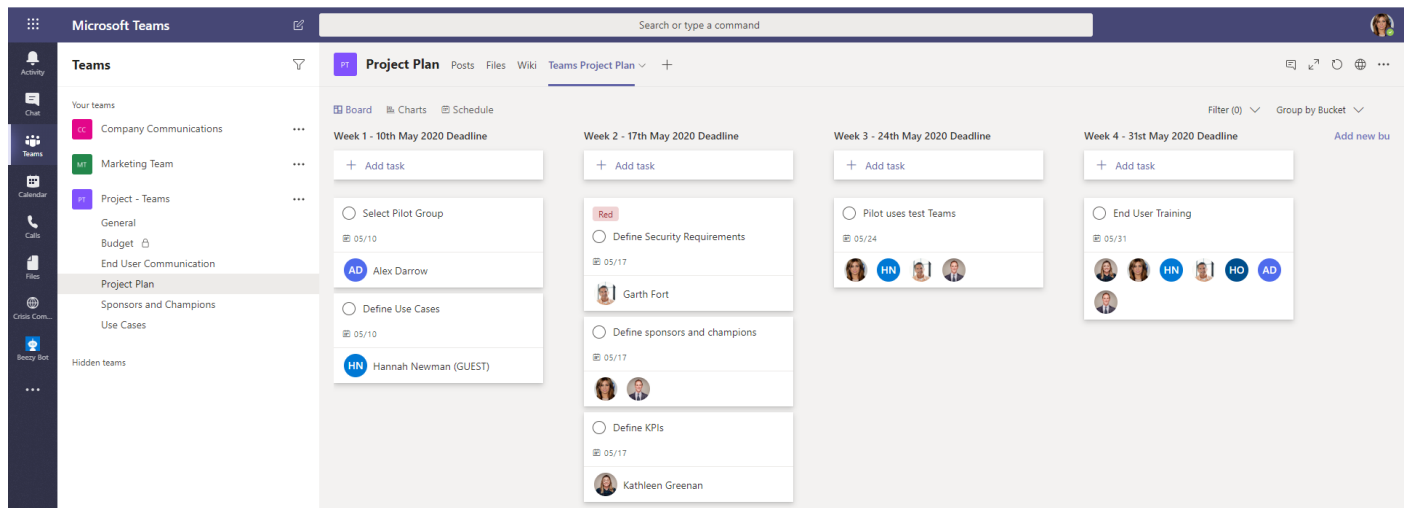 Microsoft Teams
Search or type a command
Activity
Chat
Teams
Calendar
Calls
Files
Crisis Com...
Beezy Bot
Teams
Your teams
CC Company Communications
MT Marketing Team
PT Project - Teams
General
Budget
End User Communication
Project Plan
Sponsors and Champions
Use Cases
Hidden teams
PT Project Plan Posts Files Wiki Teams Project Plan
Board Charts Schedule
Filter (0) Group by Bucket
Week 1 - 10th May 2020 Deadline
+ Add task
Select Pilot Group
05/10
AD Alex Darrow
Define Use Cases
05/10
HN Hannah Newman (GUEST)
Week 2 - 17th May 2020 Deadline
+ Add task
Red
Define Security Requirements
05/17
Garth Fort
Define sponsors and champions
05/17
Define KPIs
05/17
Kathleen Greenan
Week 3 - 24th May 2020 Deadline
+ Add task
Pilot uses test Teams
05/24
HN
Week 4 - 31st May 2020 Deadline
+ Add task
End User Training
05/31
HN HO AD
Add new bu